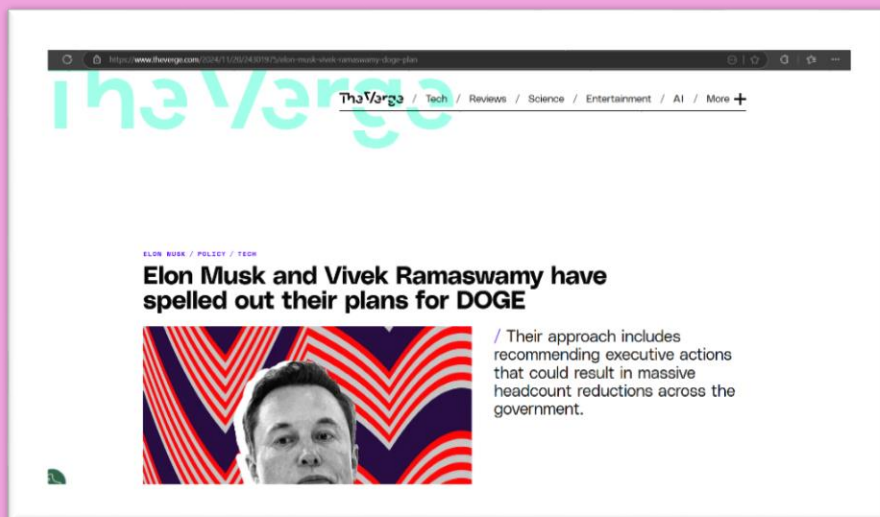 https://www.theverge.com/2024/11/20/24301975/elon-musk-vivek-ramaswamy-doge-plan
The Verge
The Verge / Tech / Reviews / Science / Entertainment / AI / More +
ELON MUSK / POLICY / TECH
Elon Musk and Vivek Ramaswamy have
spelled out their plans for DOGE
/ Their approach includes
recommending executive actions
that could result in massive
headcount reductions across the
government.